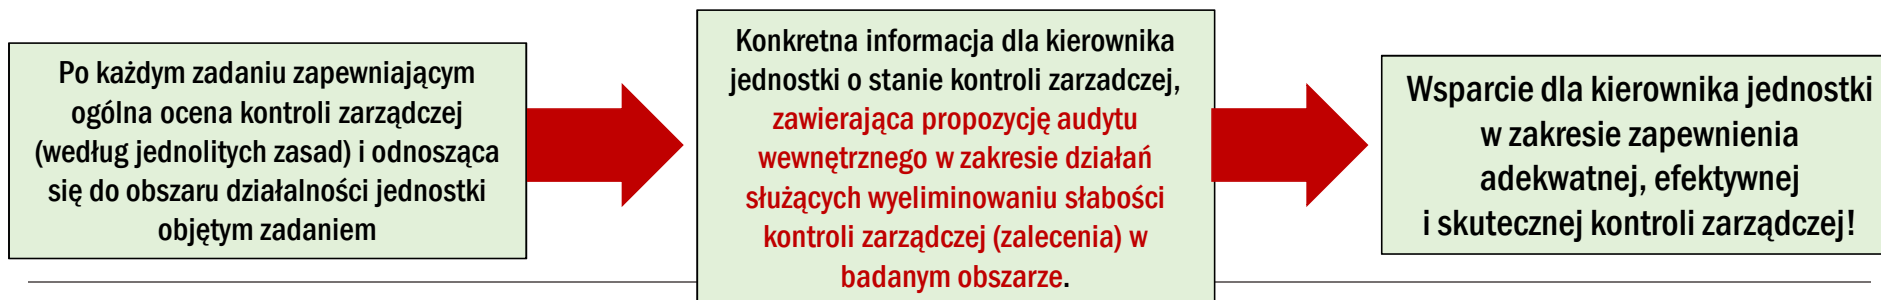 Po każdym zadaniu zapewniającym
ogólna ocena kontroli zarządczej
(według jednolitych zasad) i odnosząca
się do obszaru działalności jednostki
objętym zadaniem
Konkretna informacja dla kierownika
jednostki o stanie kontroli zarzadczej,
zawierająca propozycję audytu
wewnętrznego w zakresie działań
służących wyeliminowaniu słabości
kontroli zarządczej (zalecenia) w
badanym obszarze.
Wsparcie dla kierownika jednostki
w zakresie zapewnienia
adekwatnej, efektywnej
i skutecznej kontroli zarządczej!